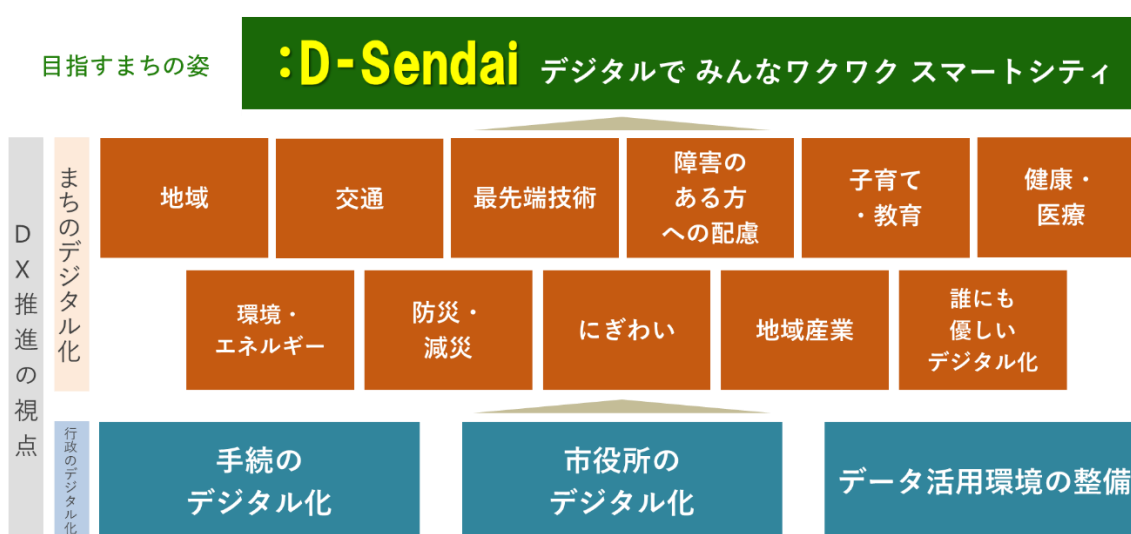 目指すまちの姿
:D-Sendai デジタルで みんなワクワク スマートシティ
DX推進の視点
まちのデジタル化
地域
交通
最先端技術
障害の
ある方
への配慮
子育て
・教育
健康・
医療
環境・
エネルギー
防災・
減災
にぎわい
地域産業
誰にも
優しい
デジタル化
行政のデジタル化
手続の
デジタル化
市役所の
デジタル化
データ活用環境の整備